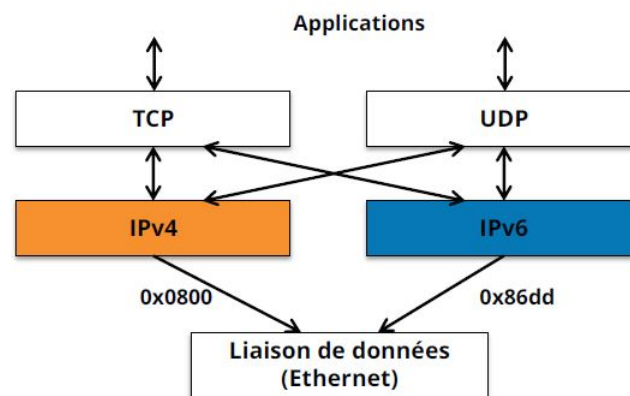 Applications
TCP UDP
IPv4 IPv6
0x0800 0x86dd
Liaison de données
(Ethernet)